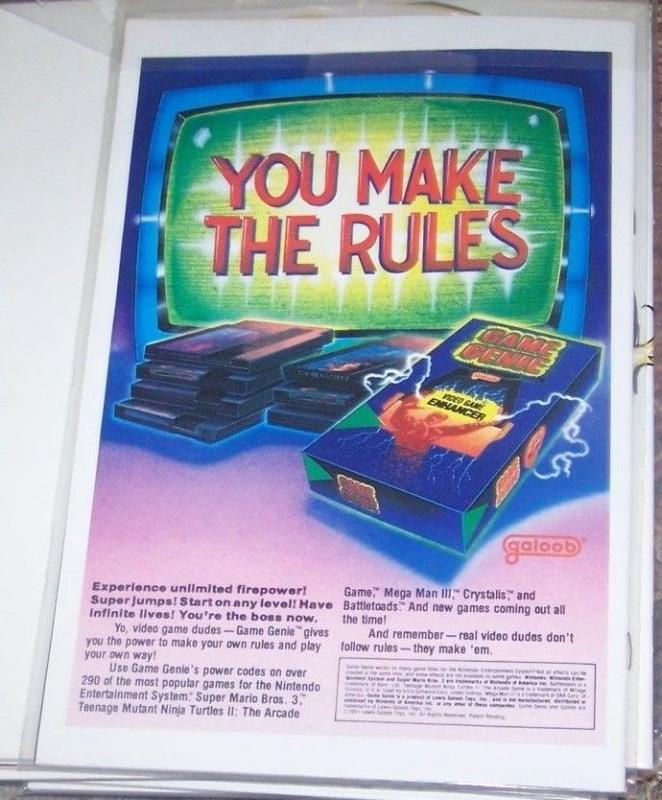 YOU MAKE
THE RULES
GAME
GENIE
VIDEO GAME
ENHANCER
galoob®
Experience unlimited firepower!
Super jumps! Start on any level! Have
infinite lives! You're the boss now.
Yo, video game dudes — Game Genie™ gives
you the power to make your own rules and play
your own way!
Use Game Genie's power codes on over
290 of the most popular games for the Nintendo
Entertainment System.® Super Mario Bros. 3,™
Teenage Mutant Ninja Turtles II: The Arcade
Game,™ Mega Man III,™ Crystalis,™ and
Battletoads.™ And new games coming out all
the time!
And remember — real video dudes don't
follow rules — they make 'em.